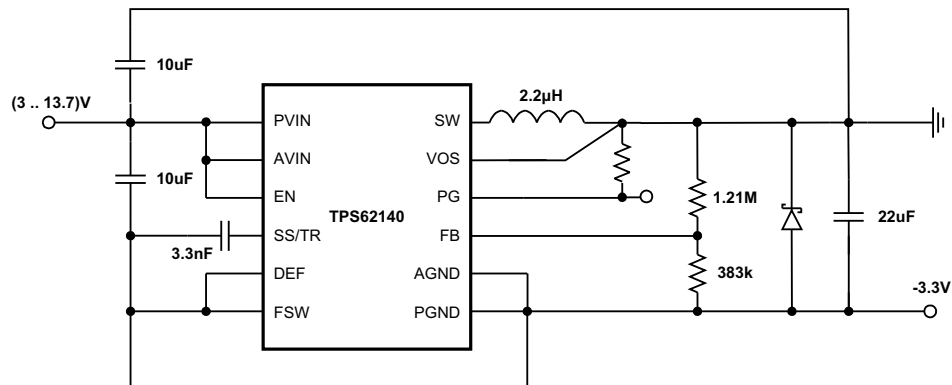 10uF
(3 .. 13.7)V
2.2µH
PVIN
SW
AVIN
VOS
10uF
EN
PG
1.21M
TPS62140
22uF
3.3nF
SS/TR
FB
DEF
AGND
383k
FSW
PGND
-3.3V